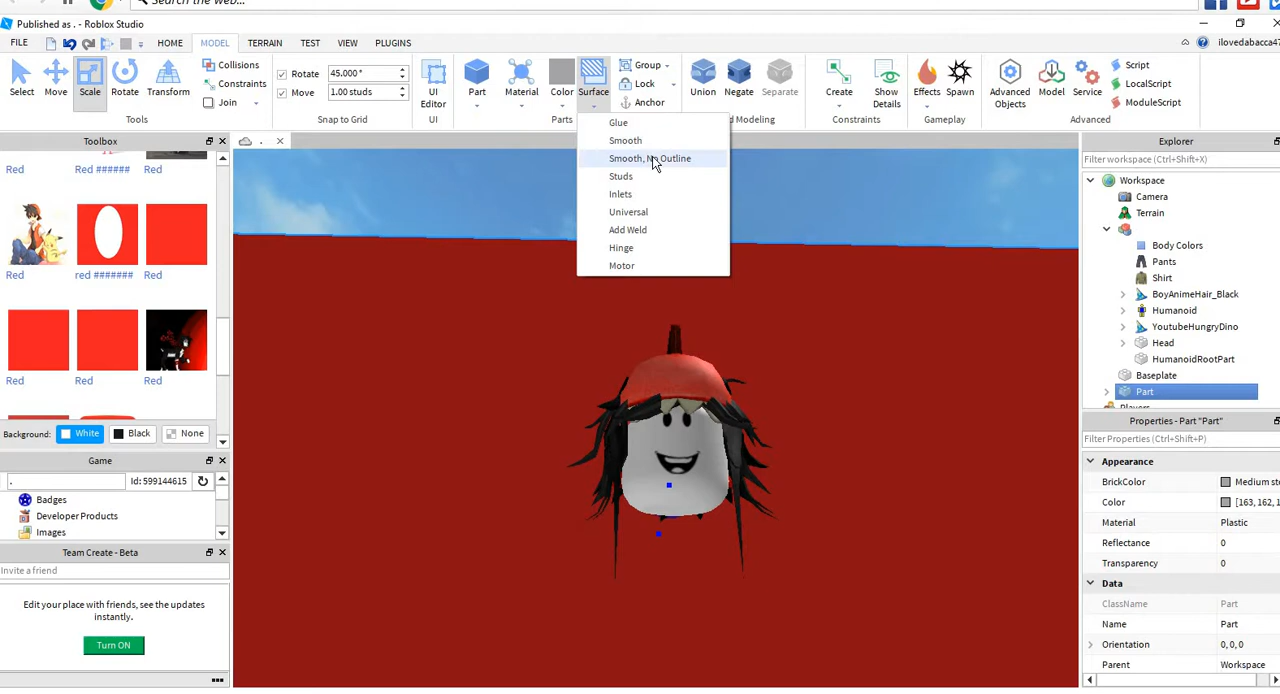 Search the web
Published as . - Roblox Studio
FILE HOME MODEL TERRAIN TEST VIEW PLUGINS ilovedabacca47
Select Move Scale Rotate Transform
Collisions
Constraints
Join
Tools
Rotate 45.000°
Move 1.00 studs
Snap to Grid
UI
Editor
UI
Part Material Color Surface
Group
Lock
Anchor
Parts
Union Negate Separate
d Modeling
Create Show
Details
Effects Spawn
Gameplay
Advanced
Objects
Model Service
Script
LocalScript
ModuleScript
Advanced
Glue
Smooth
Smooth, No Outline
Studs
Inlets
Universal
Add Weld
Hinge
Motor
Toolbox
Red Red ###### Red
Red red ####### Red
Red Red Red
Background: White Black None
Game
. ID: 599144615
Badges
Developer Products
Images
Team Create - Beta
Invite a friend
Edit your place with friends, see the updates
instantly.
Turn ON
.
Explorer
Filter workspace (Ctrl+Shift+X)
Workspace
Camera
Terrain
Body Colors
Pants
Shirt
BoyAnimeHair_Black
Humanoid
YoutubeHungryDino
Head
HumanoidRootPart
Baseplate
Part
Players
Properties - Part "Part"
Filter Properties (Ctrl+Shift+P)
Appearance
BrickColor Medium sto
Color [163, 162, 1
Material Plastic
Reflectance 0
Transparency 0
Data
ClassName Part
Name Part
Orientation 0, 0, 0
Parent Workspace